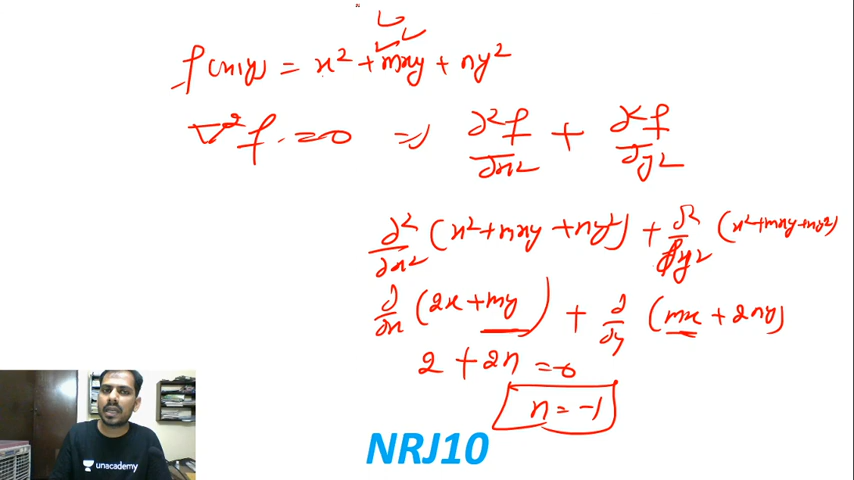 f(x,y) = x² + mxy + ny²
∇²f = 0 ⇒ ∂²f/∂x² + ∂²f/∂y²
∂²/∂x² (x² + mxy + ny²) + ∂²/∂y² (x² + mxy + ny²)
∂/∂x (2x + my) + ∂/∂y (mx + 2ny)
2 + 2n = 0
n = -1
unacademy
NRJ10